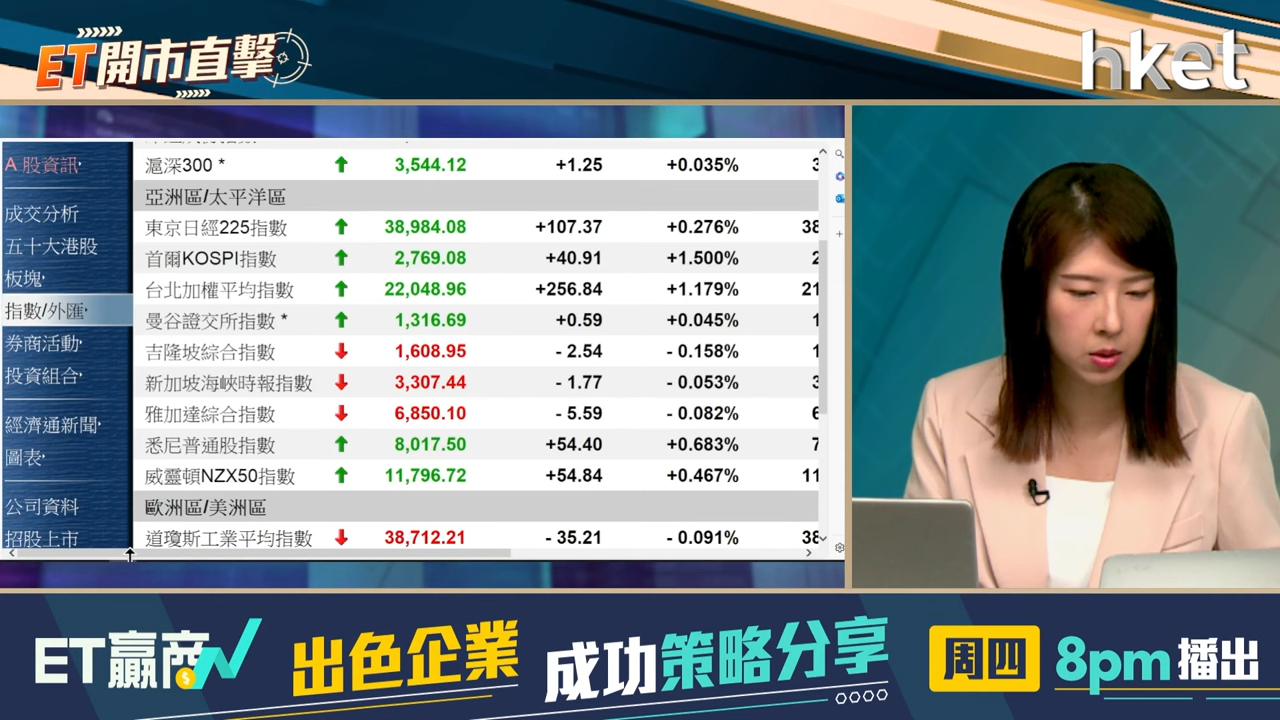 ET開市直擊
hket
A 股資訊
成交分析
五十大港股
板塊
指數/外匯
券商活動
投資組合
經濟通新聞
圖表
公司資料
招股上市
滬深300 * 3,544.12 +1.25 +0.035% 3
亞洲區/太平洋區
東京日經225指數 38,984.08 +107.37 +0.276% 38
首爾KOSPI指數 2,769.08 +40.91 +1.500% 2
台北加權平均指數 22,048.96 +256.84 +1.179% 21
曼谷證交所指數 * 1,316.69 +0.59 +0.045% 1
吉隆坡綜合指數 1,608.95 - 2.54 - 0.158% 1
新加坡海峽時報指數 3,307.44 - 1.77 - 0.053% 3
雅加達綜合指數 6,850.10 - 5.59 - 0.082% 6
悉尼普通股指數 8,017.50 +54.40 +0.683% 7
威靈頓NZX50指數 11,796.72 +54.84 +0.467% 11
歐洲區/美洲區
道瓊斯工業平均指數 38,712.21 - 35.21 - 0.091% 38
ET贏商
出色企業 成功策略分享
周四 8pm 播出